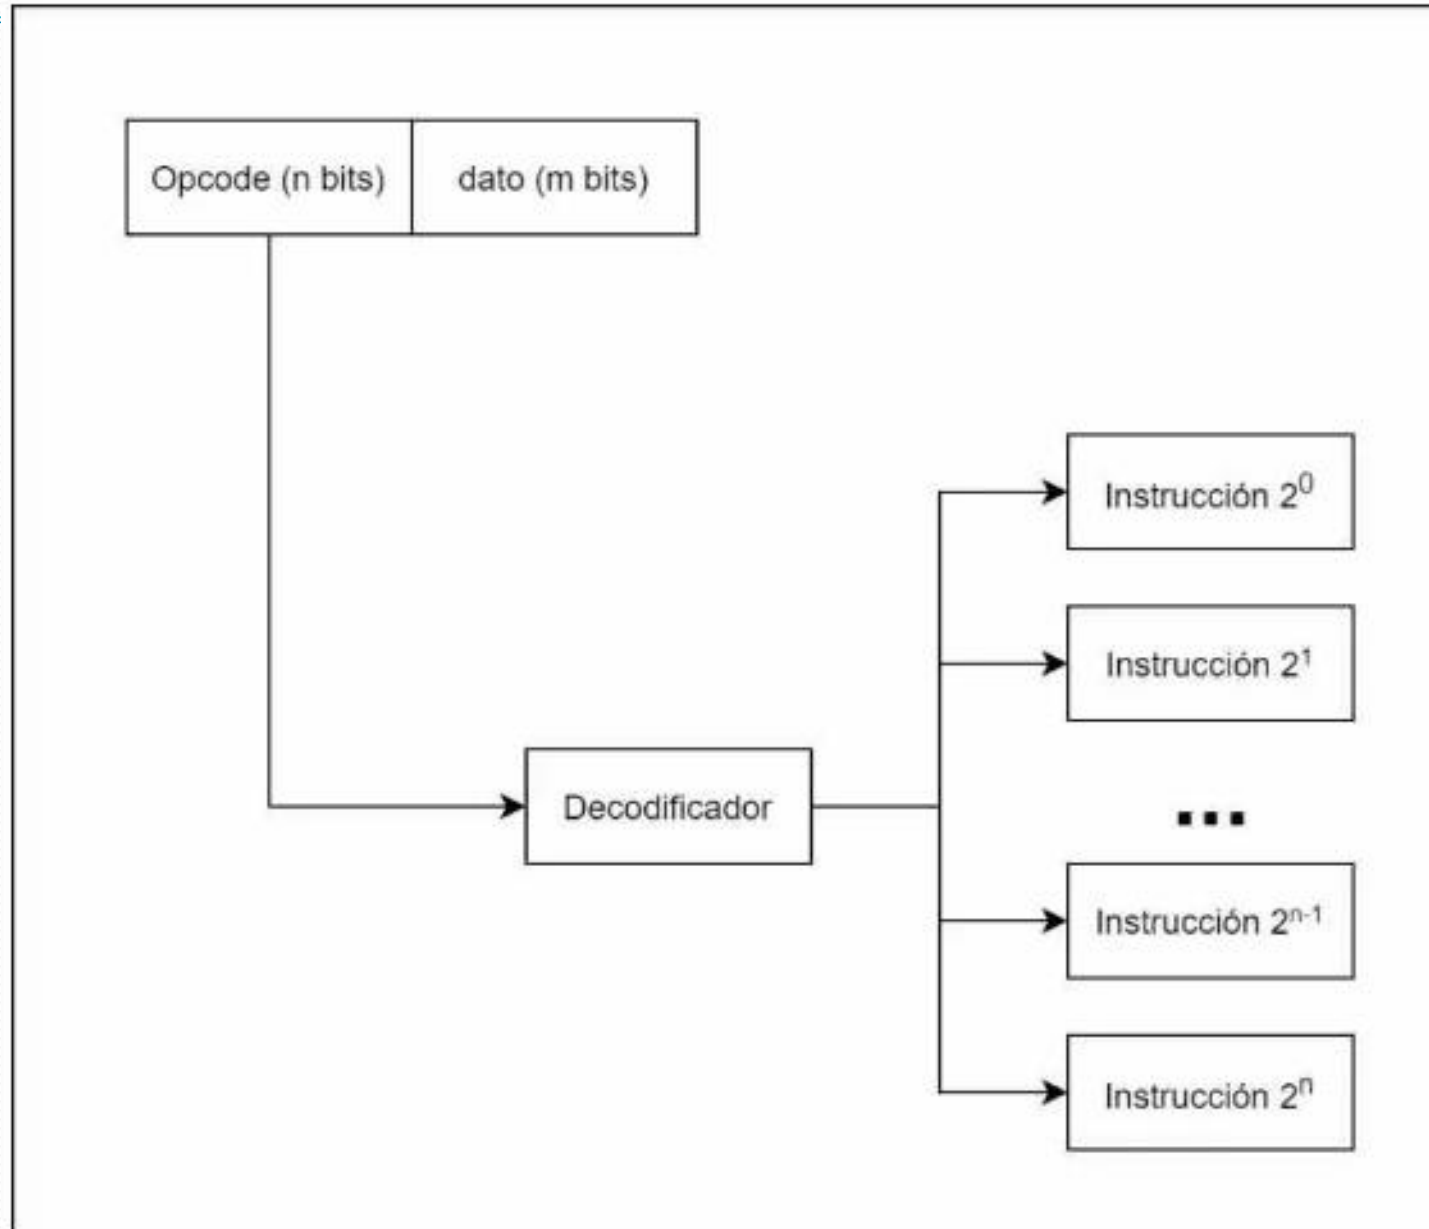 Opcode (n bits)
dato (m bits)
Instrucción 2⁰
Instrucción 2¹
...
Decodificador
Instrucción 2ⁿ⁻¹
Instrucción 2ⁿ